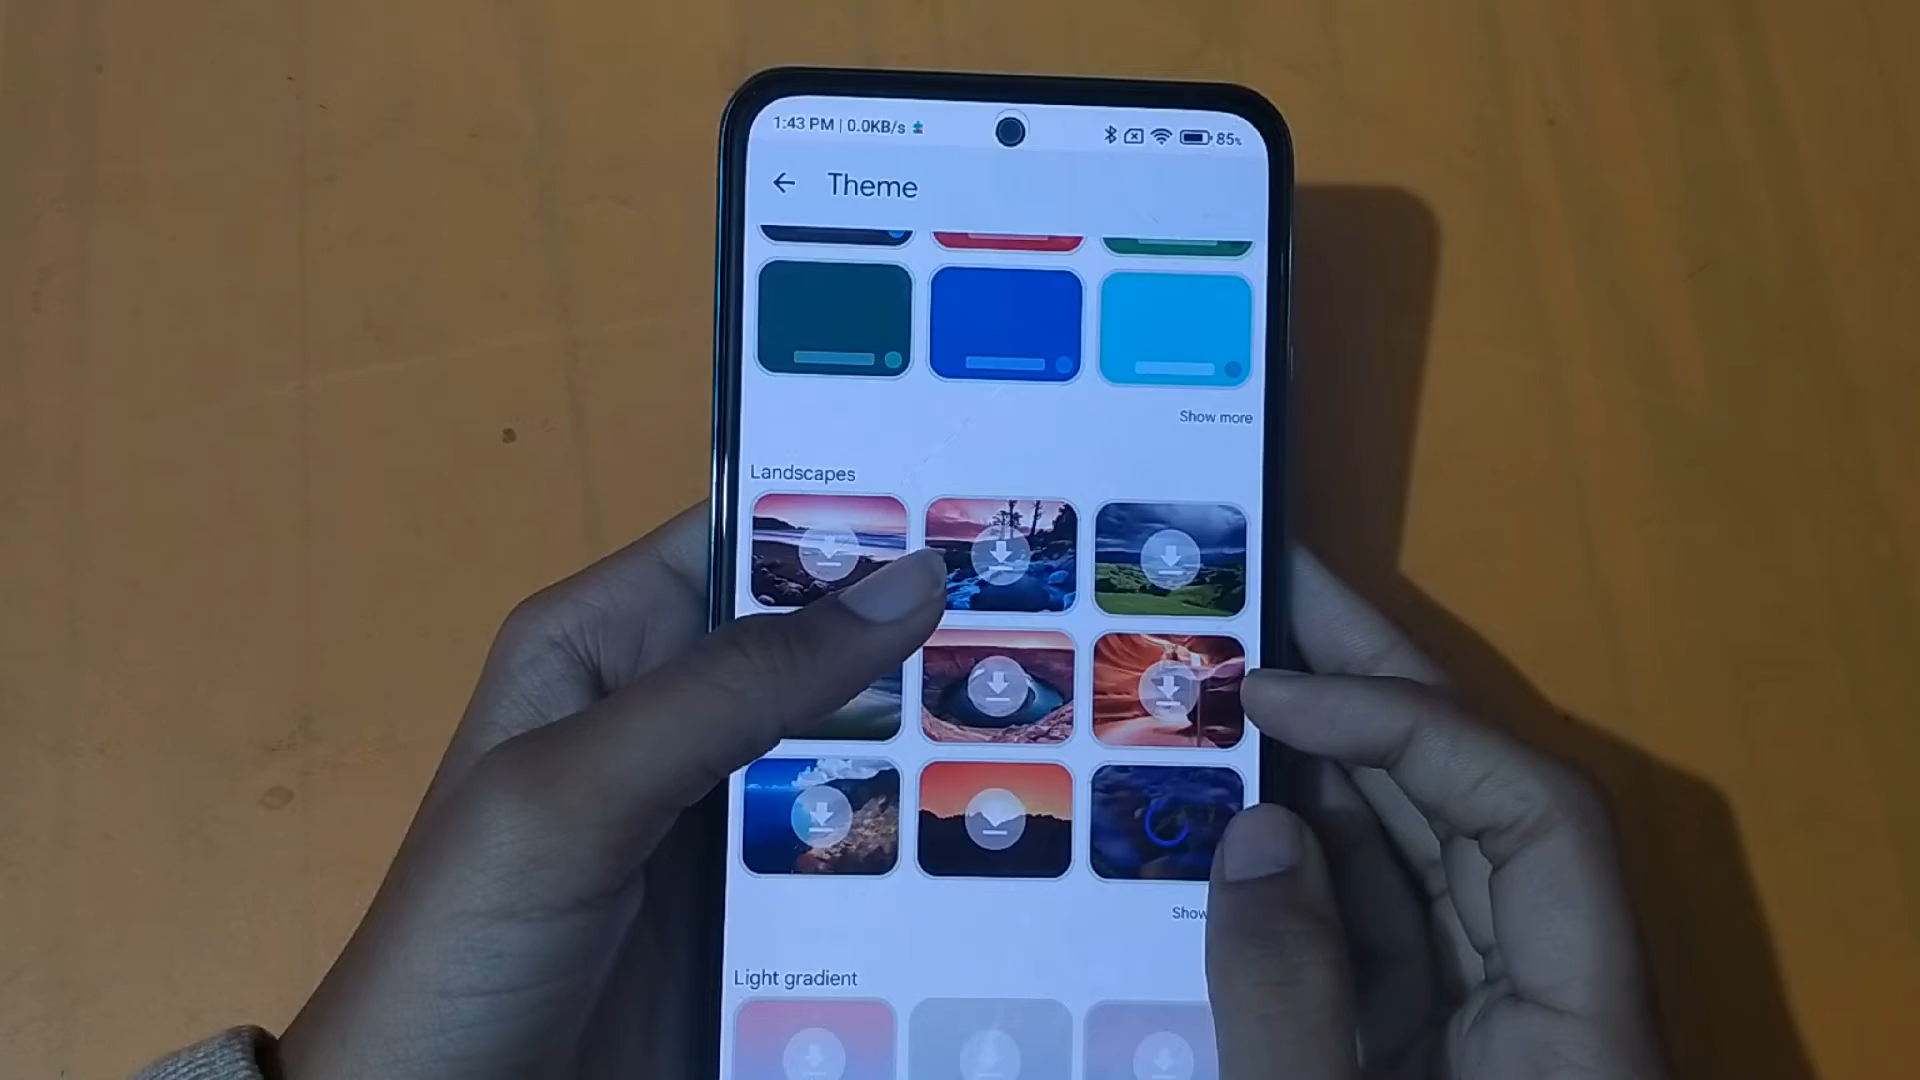 1:43 PM | 0.0KB/s
85%
Theme
Show more
Landscapes
Show
Light gradient